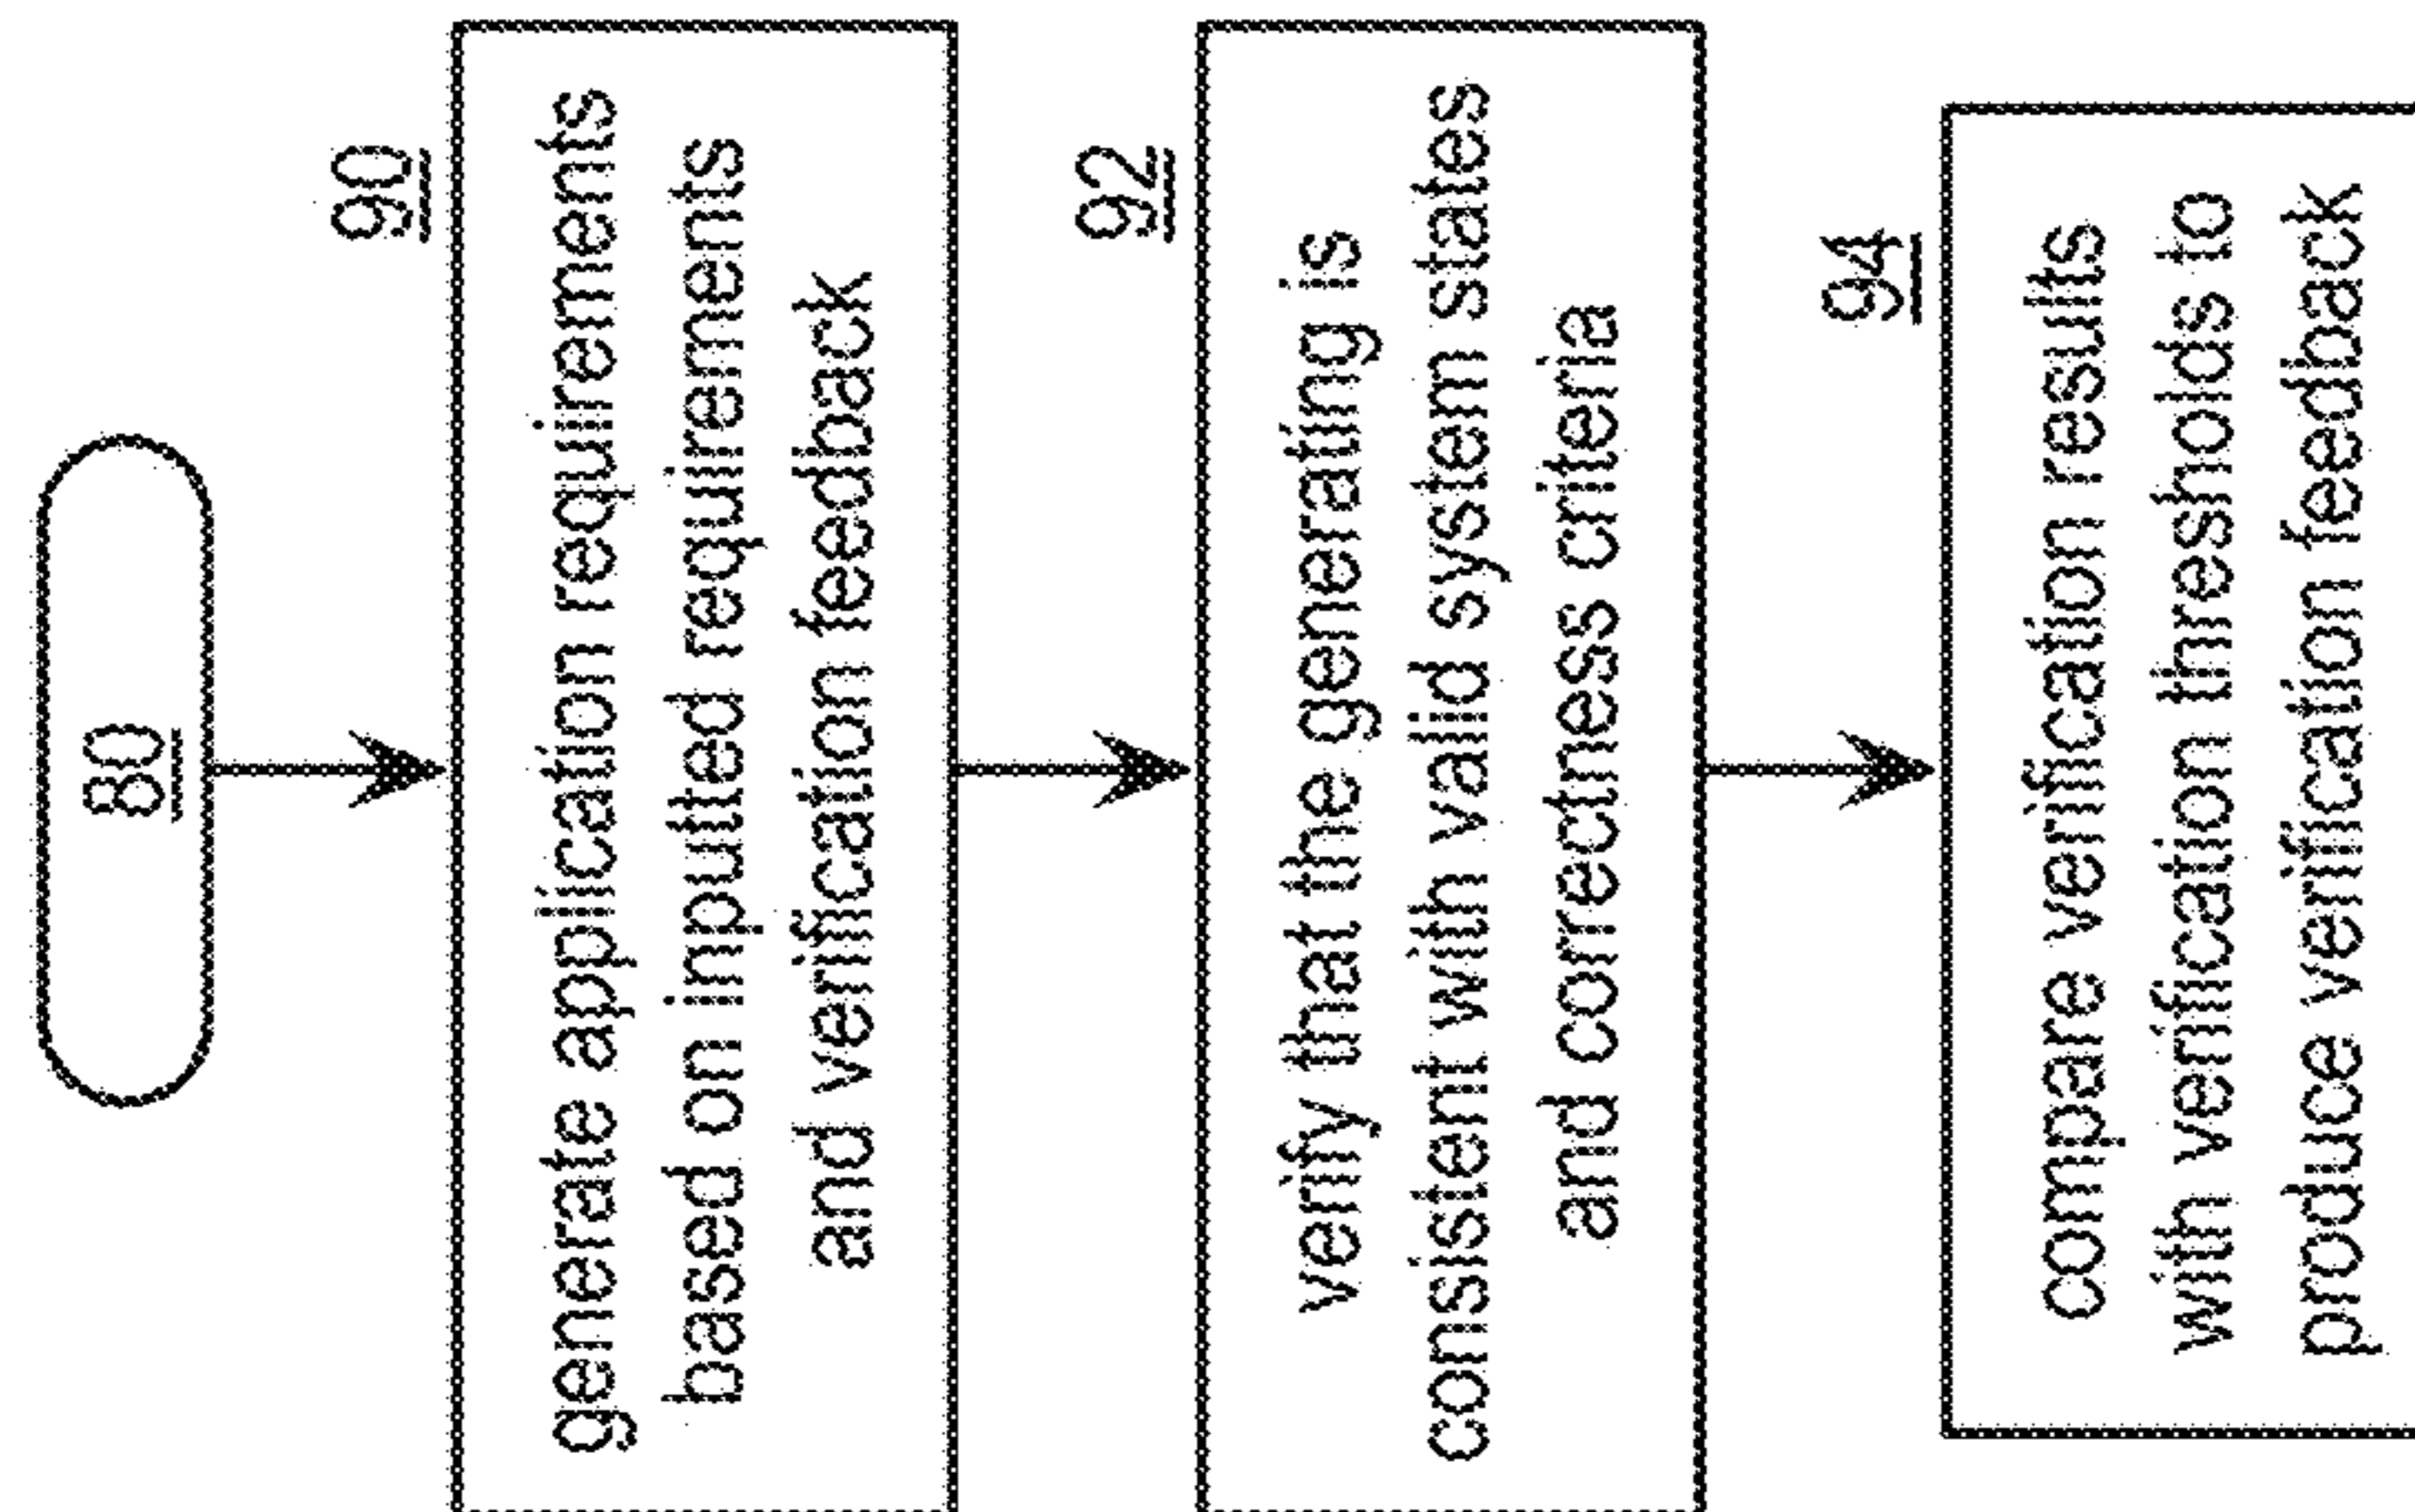 80
90
generate application requirements
based on inputted requirements
and verification feedback
92
verify that the generating is
consistent with valid system states
and correctness criteria
94
compare verification results
with verification thresholds to
produce verification feedback